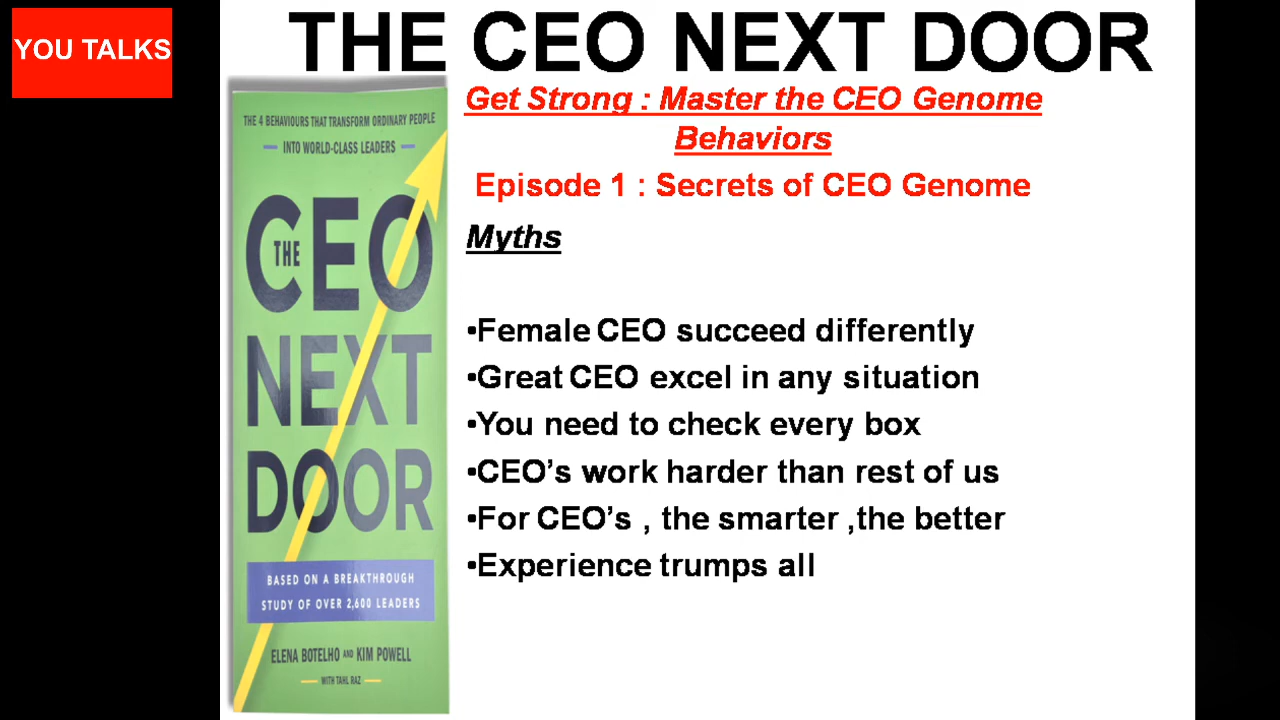 YOU TALKS
THE CEO NEXT DOOR
Get Strong : Master the CEO Genome
Behaviors
Episode 1 : Secrets of CEO Genome
Myths
•Female CEO succeed differently
•Great CEO excel in any situation
•You need to check every box
•CEO’s work harder than rest of us
•For CEO’s , the smarter ,the better
•Experience trumps all
THE 4 BEHAVIOURS THAT TRANSFORM ORDINARY PEOPLE
INTO WORLD-CLASS LEADERS
THE
CEO
NEXT
DOOR
BASED ON A BREAKTHROUGH
STUDY OF OVER 2,600 LEADERS
ELENA BOTELHO AND KIM POWELL
WITH TAHL RAZ